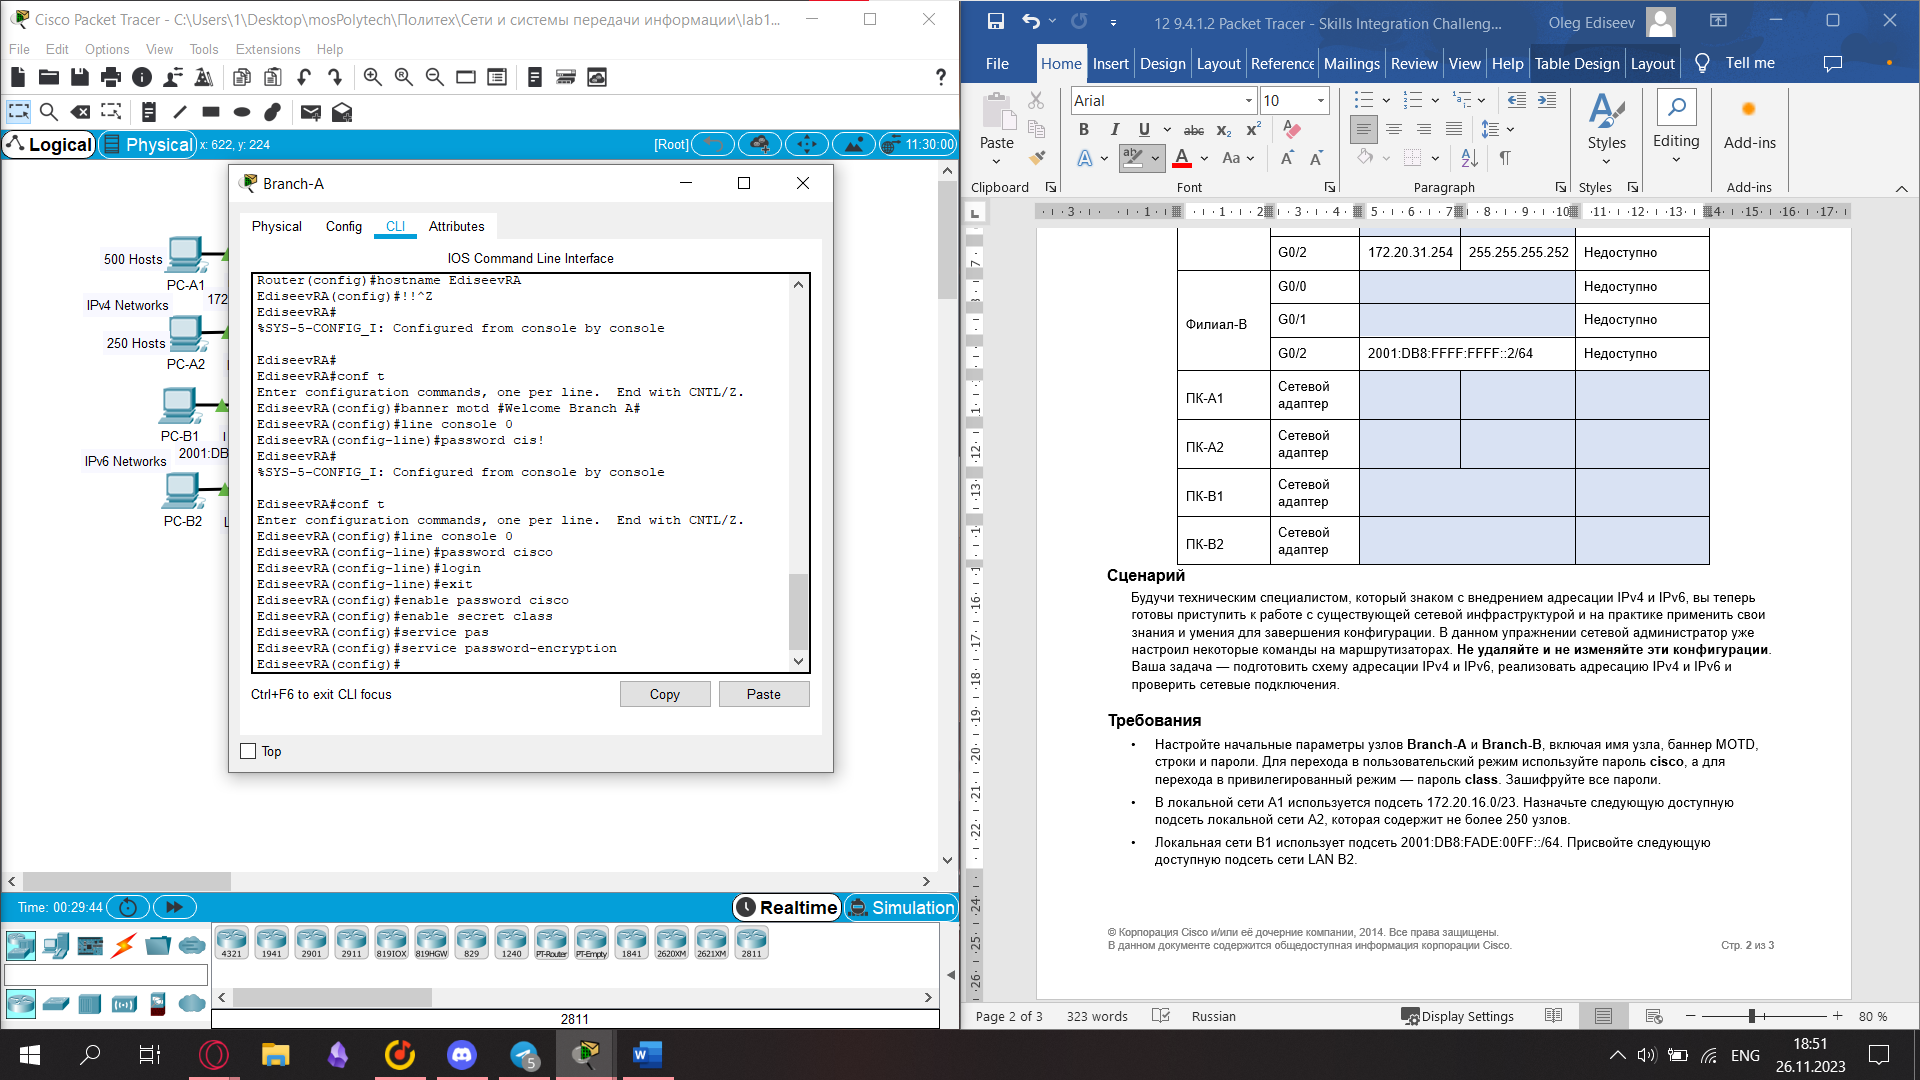 Cisco Packet Tracer - C:\Users\1\Desktop\mosPolytech\Политех\Сети и системы передачи информации\lab1...
File Edit Options View Tools Extensions Help
Logical Physical x: 622, y: 224 [Root] 11:30:00
500 Hosts
PC-A1
IPv4 Networks 172
250 Hosts
PC-A2
PC-B1
2001:DB
IPv6 Networks
PC-B2
Branch-A
Physical Config CLI Attributes
IOS Command Line Interface
Router(config)#hostname EdiseevRA
EdiseevRA(config)#!!^Z
EdiseevRA#
%SYS-5-CONFIG_I: Configured from console by console
EdiseevRA#
EdiseevRA#conf t
Enter configuration commands, one per line. End with CNTL/Z.
EdiseevRA(config)#banner motd #Welcome Branch A#
EdiseevRA(config)#line console 0
EdiseevRA(config-line)#password cis!
EdiseevRA#
%SYS-5-CONFIG_I: Configured from console by console
EdiseevRA#conf t
Enter configuration commands, one per line. End with CNTL/Z.
EdiseevRA(config)#line console 0
EdiseevRA(config-line)#password cisco
EdiseevRA(config-line)#login
EdiseevRA(config-line)#exit
EdiseevRA(config)#enable password cisco
EdiseevRA(config)#enable secret class
EdiseevRA(config)#service pas
EdiseevRA(config)#service password-encryption
EdiseevRA(config)#
Ctrl+F6 to exit CLI focus Copy Paste
Top
Time: 00:29:44 Realtime Simulation
4321 1941 2901 2911 819IOX 819HGW 829 1240 PT-Router PT-Empty 1841 2620XM 2621XM 2811
2811
12 9.4.1.2 Packet Tracer - Skills Integration Challeng... Oleg Ediseev
File Home Insert Design Layout Reference Mailings Review View Help Table Design Layout Tell me
Paste Arial 10 Styles Editing Add-ins
Clipboard Font Paragraph Styles Add-ins
G0/2 172.20.31.254 255.255.255.252 Недоступно
Филиал-B
G0/0 Недоступно
G0/1 Недоступно
G0/2 2001:DB8:FFFF:FFFF::2/64 Недоступно
ПК-A1 Сетевой адаптер
ПК-A2 Сетевой адаптер
ПК-B1 Сетевой адаптер
ПК-B2 Сетевой адаптер
Сценарий
Будучи техническим специалистом, который знаком с внедрением адресации IPv4 и IPv6, вы теперь
готовы приступить к работе с существующей сетевой инфраструктурой и на практике применить свои
знания и умения для завершения конфигурации. В данном упражнении сетевой администратор уже
настроил некоторые команды на маршрутизаторах. Не удаляйте и не изменяйте эти конфигурации.
Ваша задача — подготовить схему адресации IPv4 и IPv6, реализовать адресацию IPv4 и IPv6 и
проверить сетевые подключения.
Требования
• Настройте начальные параметры узлов Branch-A и Branch-B, включая имя узла, баннер MOTD,
строки и пароли. Для перехода в пользовательский режим используйте пароль cisco, а для
перехода в привилегированный режим — пароль class. Зашифруйте все пароли.
• В локальной сети A1 используется подсеть 172.20.16.0/23. Назначьте следующую доступную
подсеть локальной сети A2, которая содержит не более 250 узлов.
• Локальная сети B1 использует подсеть 2001:DB8:FADE:00FF::/64. Присвойте следующую
доступную подсеть сети LAN B2.
© Корпорация Cisco и/или её дочерние компании, 2014. Все права защищены.
В данном документе содержится общедоступная информация корпорации Cisco. Стр. 2 из 3
Page 2 of 3 323 words Russian Display Settings 80 %
5 ENG 18:51
26.11.2023